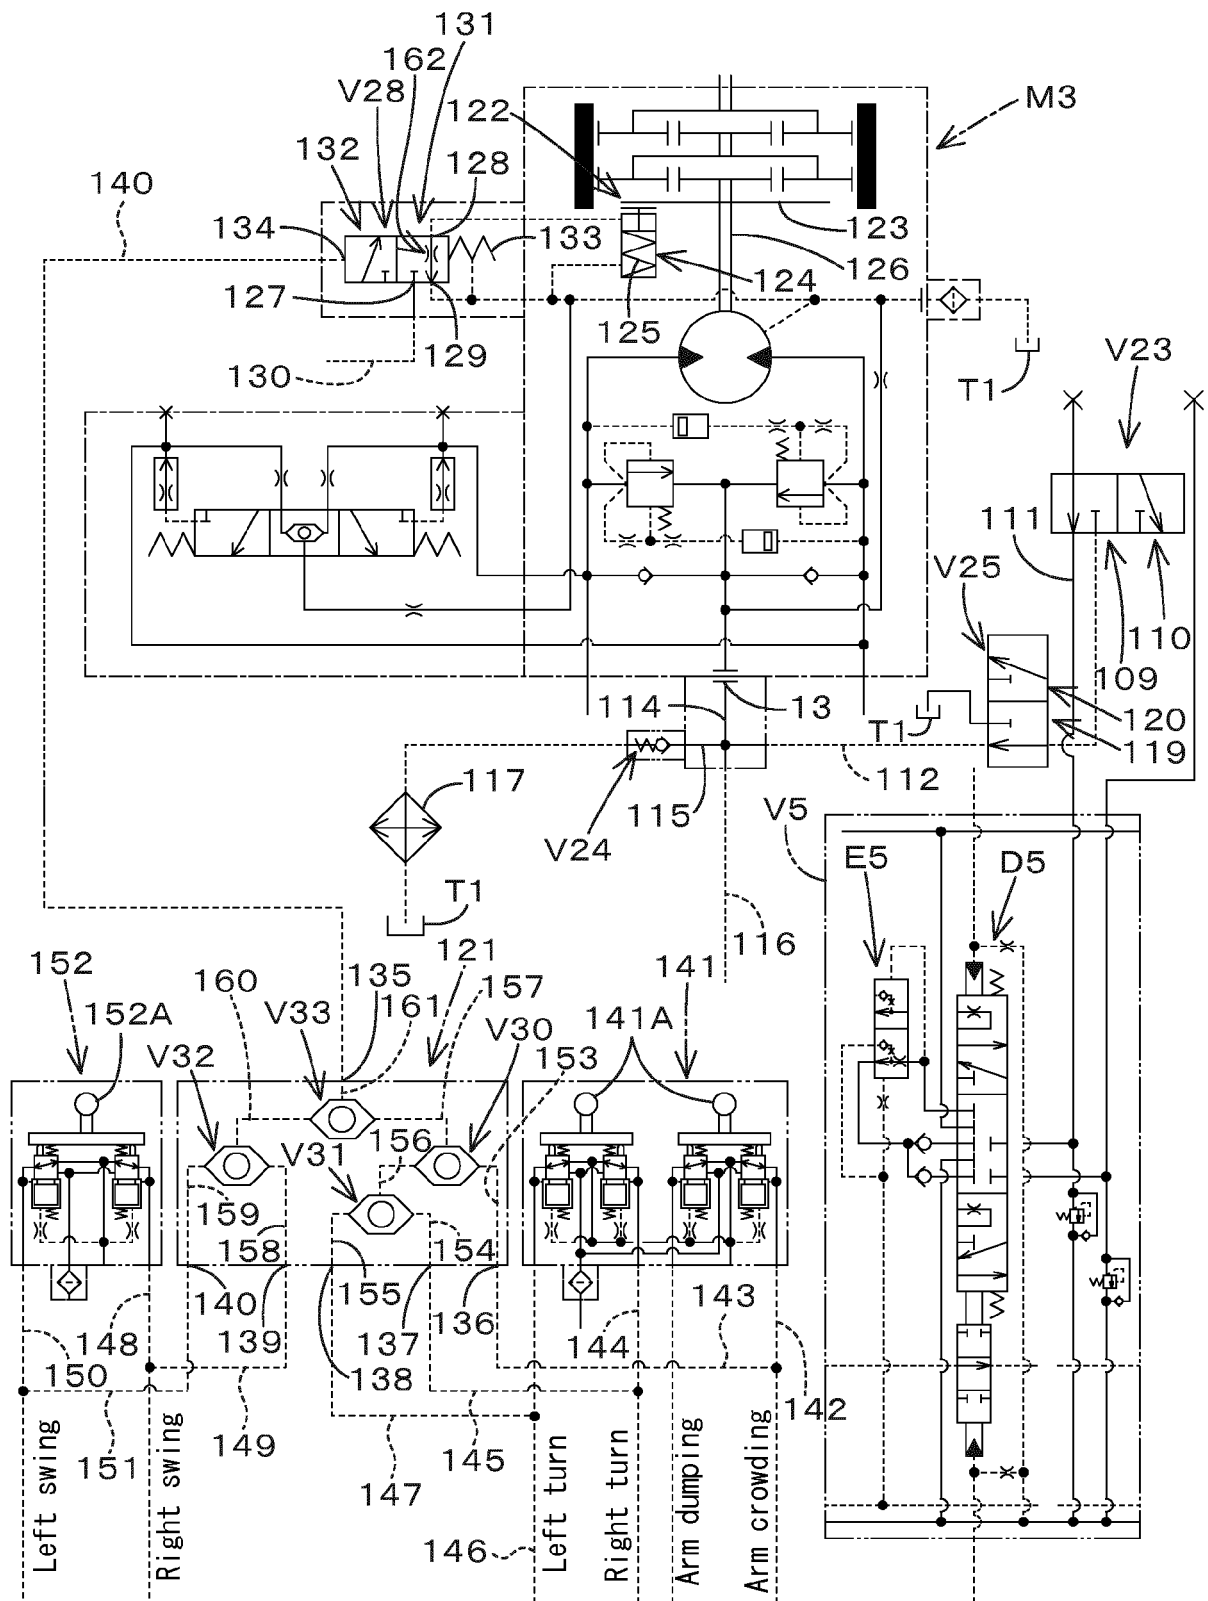 131
162
V28
122
M3
132
128
140
134
133
123
124
126
127
125
129
130
T1
V23
111
V25
110
109
114
13
120
T1
119
112
117
115
V5
V24
E5
D5
T1
116
152
121
141
160
135
157
161
152A
V33
V30
141A
V32
153
156
V31
159
158
154
155
140
143
136
148
139
137
144
150
138
142
149
151
145
147
146
Left swing
Right swing
Left turn
Right turn
Arm dumping
Arm crowding